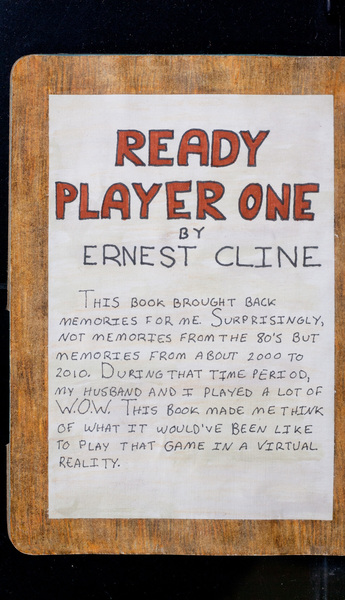 READY
PLAYER ONE
BY
ERNEST CLINE
THIS BOOK BROUGHT BACK
MEMORIES FOR ME. SURPRISINGLY,
NOT MEMORIES FROM THE 80'S BUT
MEMORIES FROM ABOUT 2000 TO
2010. DURING THAT TIME PERIOD,
MY HUSBAND AND I PLAYED A LOT OF
W.O.W. THIS BOOK MADE ME THINK
OF WHAT IT WOULD'VE BEEN LIKE
TO PLAY THAT GAME IN A VIRTUAL
REALITY.